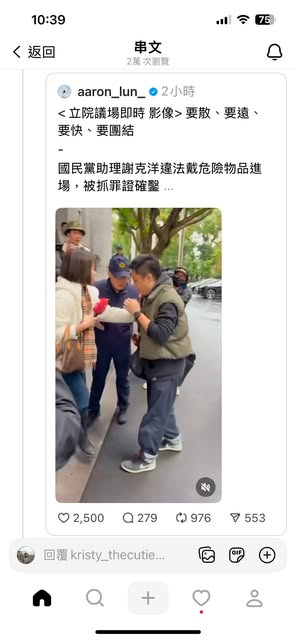 10:39
75
返回
串文
2萬 次瀏覽
aaron_lun_ 2小時
< 立院議場即時 影像> 要散、要遠、
要快、要團結
-
國民黨助理謝克洋違法戴危險物品進
場，被抓罪證確鑿 ...
2,500 279 976 553
回覆 kristy_thecutie...
GIF